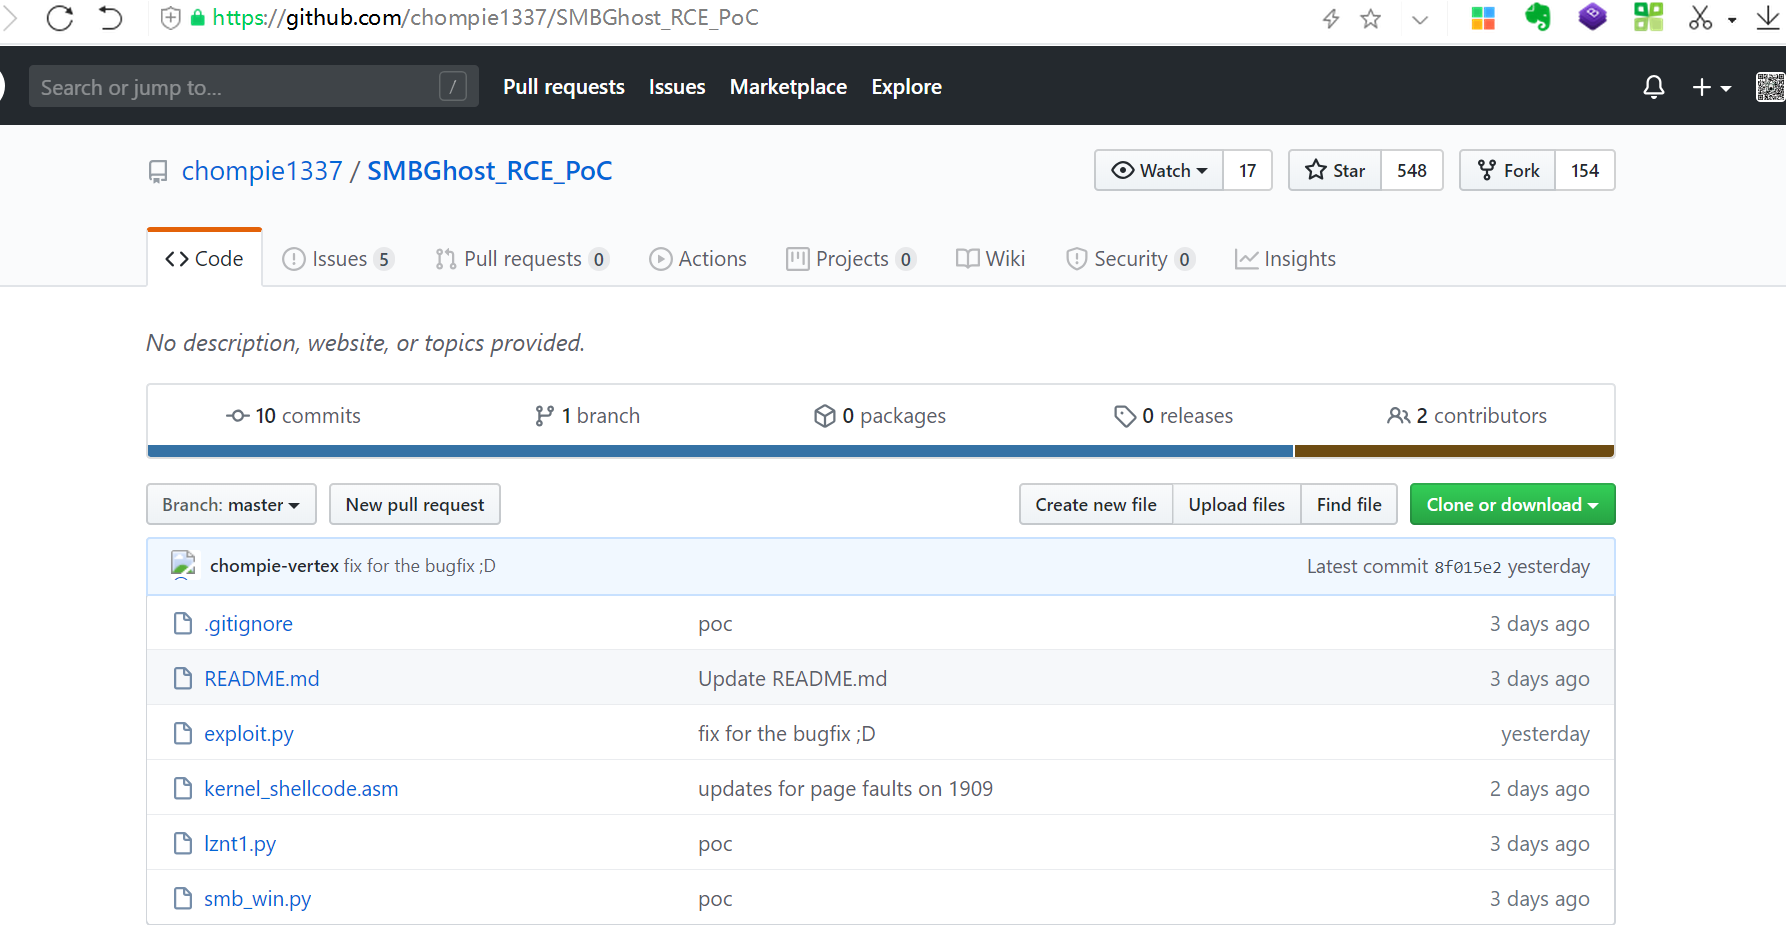 https://github.com/chompie1337/SMBGhost_RCE_PoC
Search or jump to... / Pull requests Issues Marketplace Explore
chompie1337 / SMBGhost_RCE_PoC Watch 17 Star 548 Fork 154
Code Issues 5 Pull requests 0 Actions Projects 0 Wiki Security 0 Insights
No description, website, or topics provided.
10 commits 1 branch 0 packages 0 releases 2 contributors
Branch: master New pull request Create new file Upload files Find file Clone or download
chompie-vertex fix for the bugfix ;D Latest commit 8f015e2 yesterday
.gitignore poc 3 days ago
README.md Update README.md 3 days ago
exploit.py fix for the bugfix ;D yesterday
kernel_shellcode.asm updates for page faults on 1909 2 days ago
lznt1.py poc 3 days ago
smb_win.py poc 3 days ago